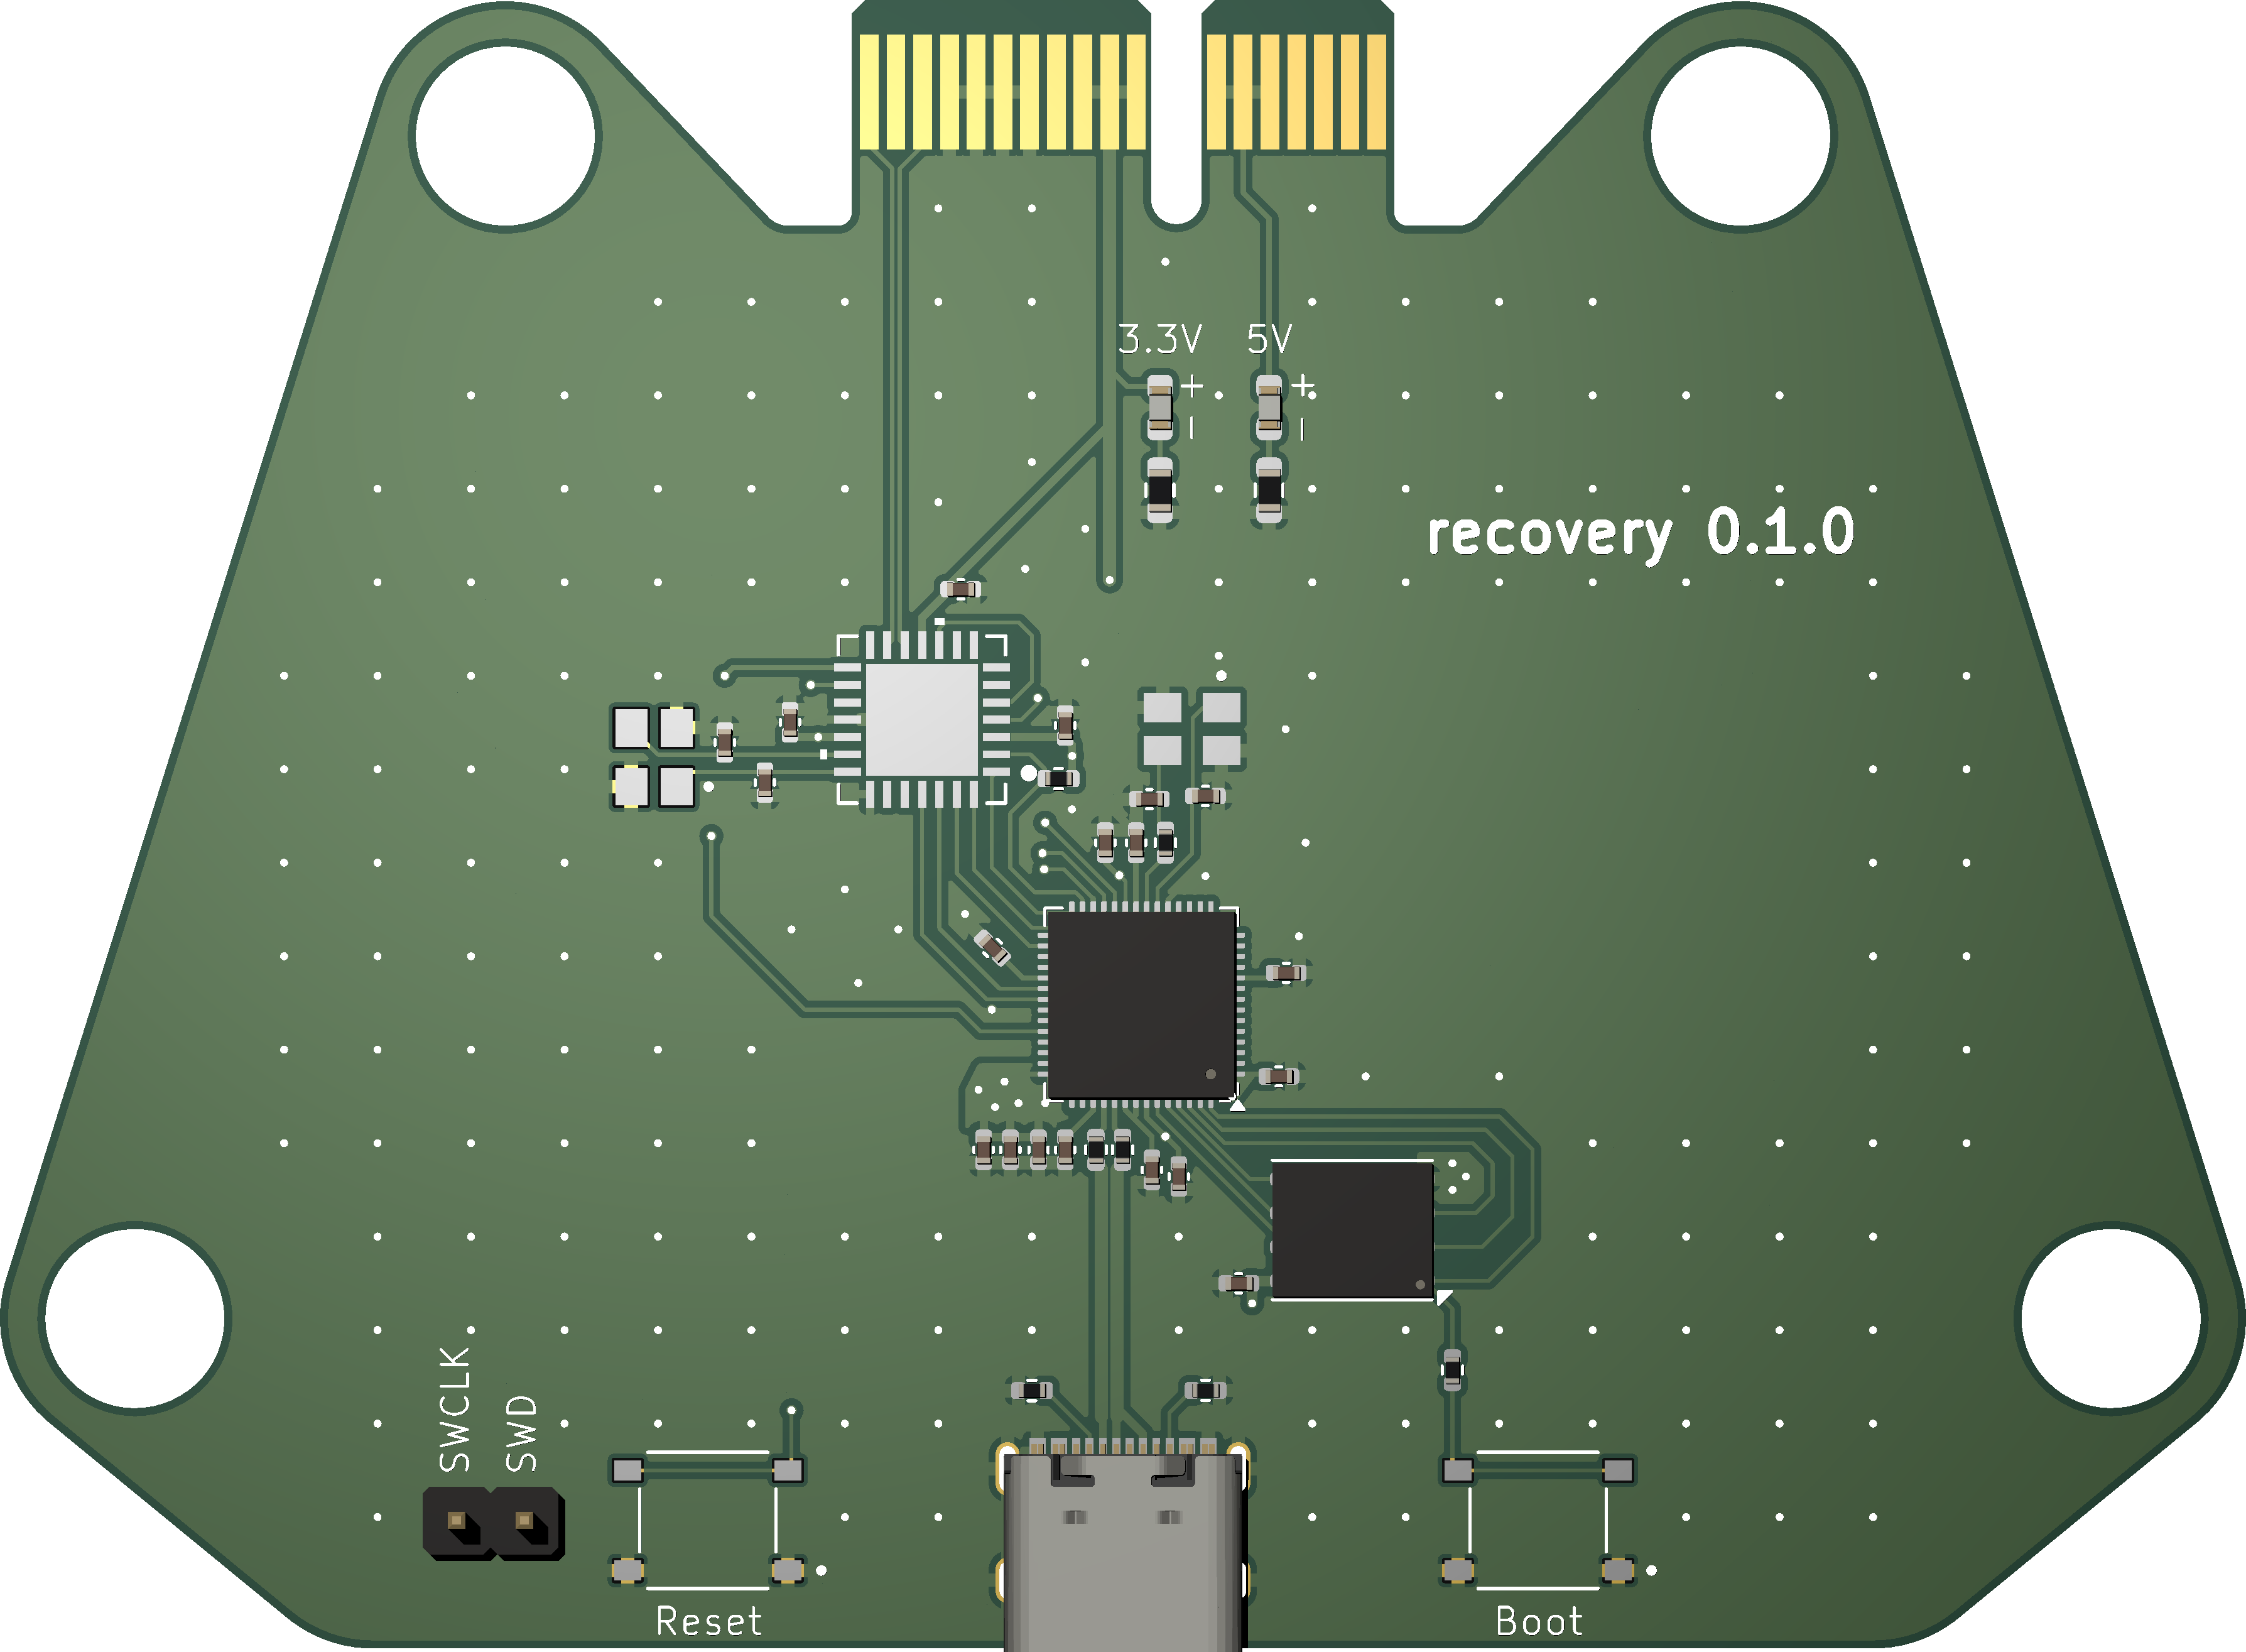 3.3V 5V
+ +
- -
recovery 0.1.0
SWCLK
SWD
Reset
Boot